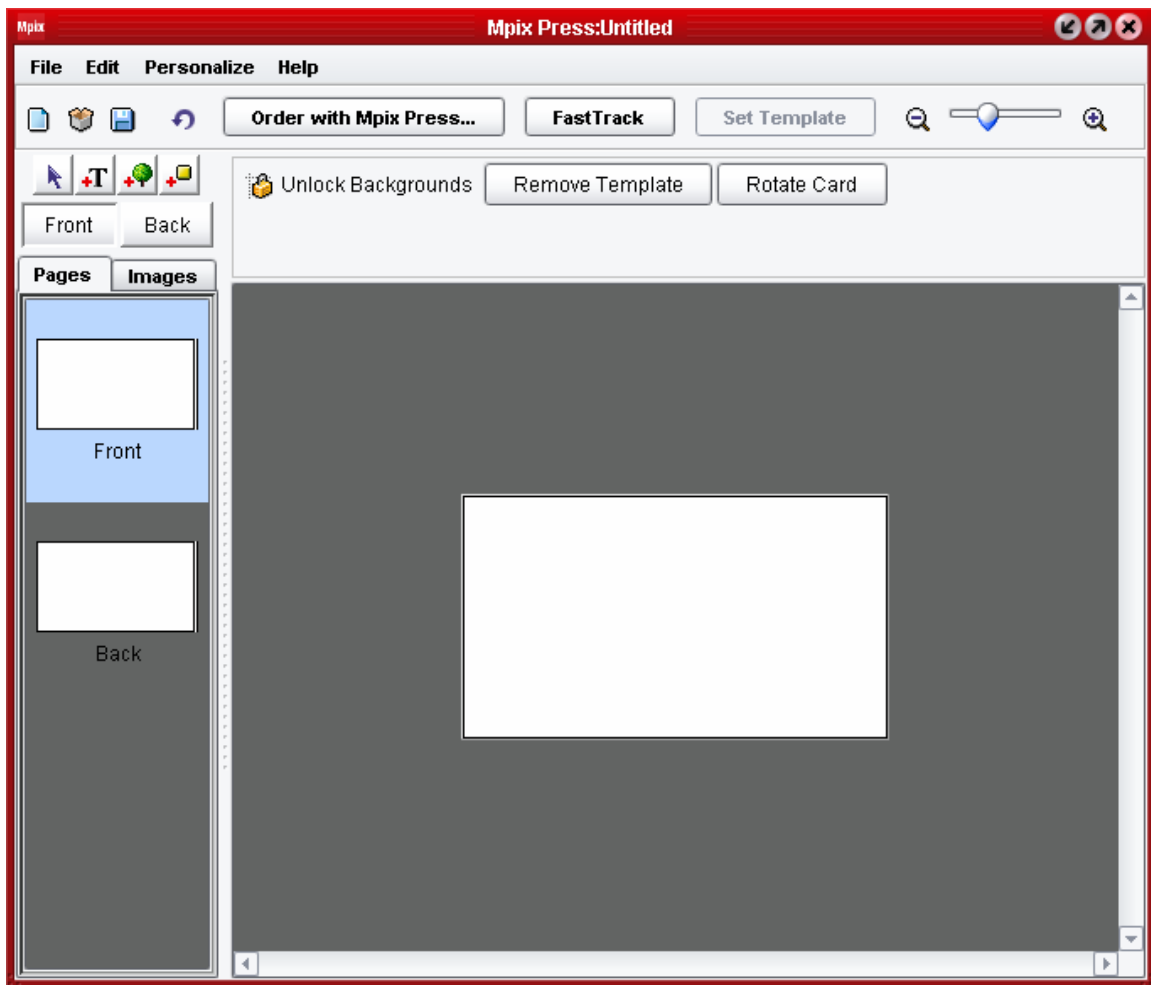 Mpix Mpix Press:Untitled
File Edit Personalize Help
Order with Mpix Press... FastTrack Set Template
+T
Unlock Backgrounds Remove Template Rotate Card
Front Back
Pages Images
Front
Back